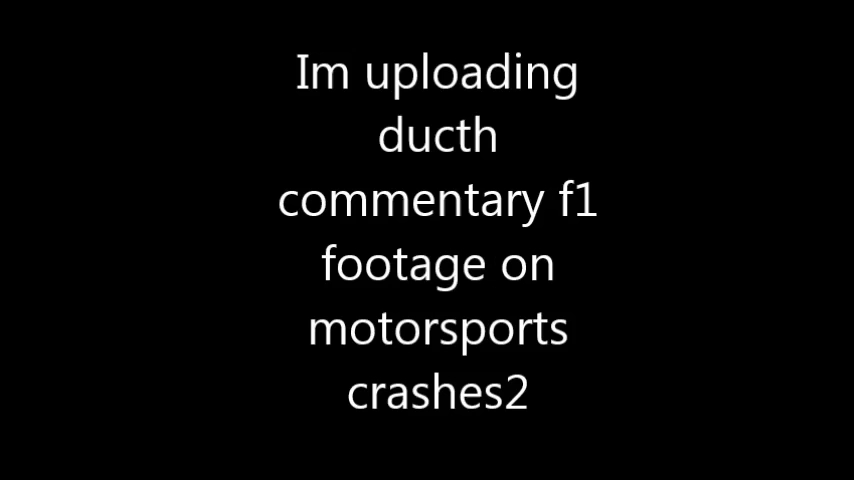 Im uploading
ducth
commentary f1
footage on
motorsports
crashes2